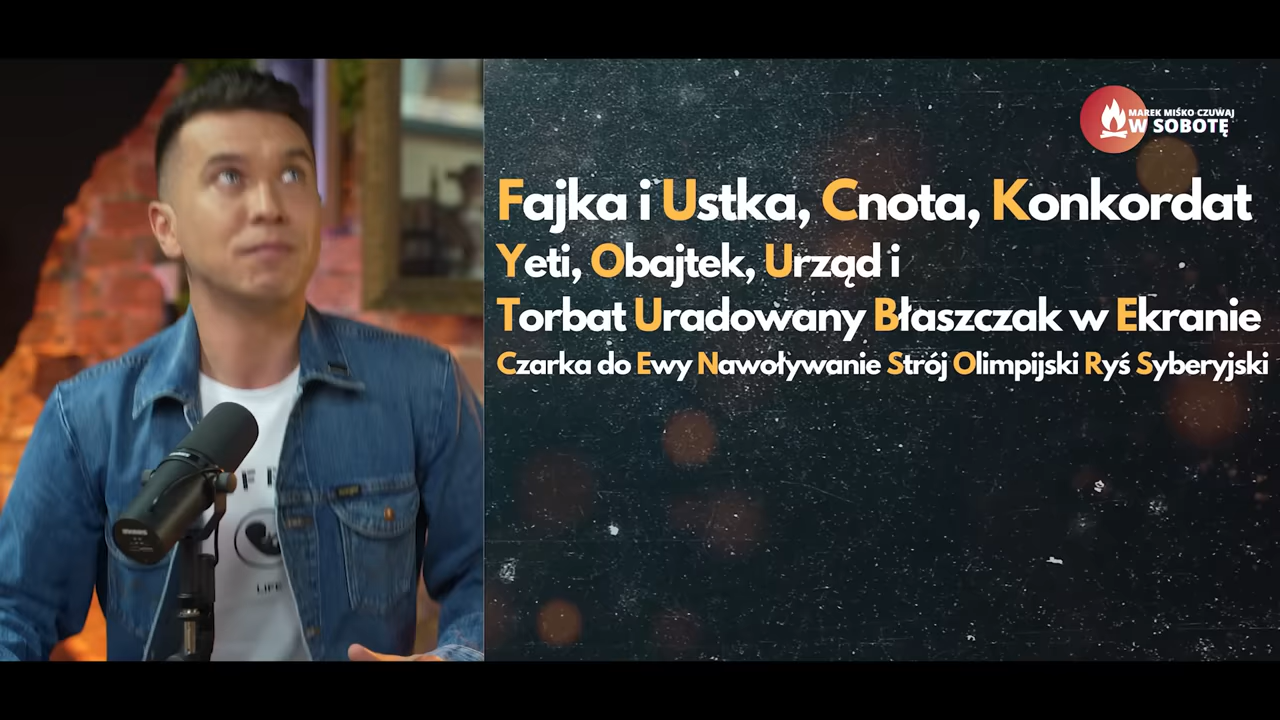 MAREK MIŚKO CZUWAJ
W SOBOTĘ
Fajka i Ustka, Cnota, Konkordat
Yeti, Obajtek, Urząd i
Torbat Uradowany Błaszczak w Ekranie
Czarka do Ewy Nawoływanie Strój Olimpijski Ryś Syberyjski
LIFE